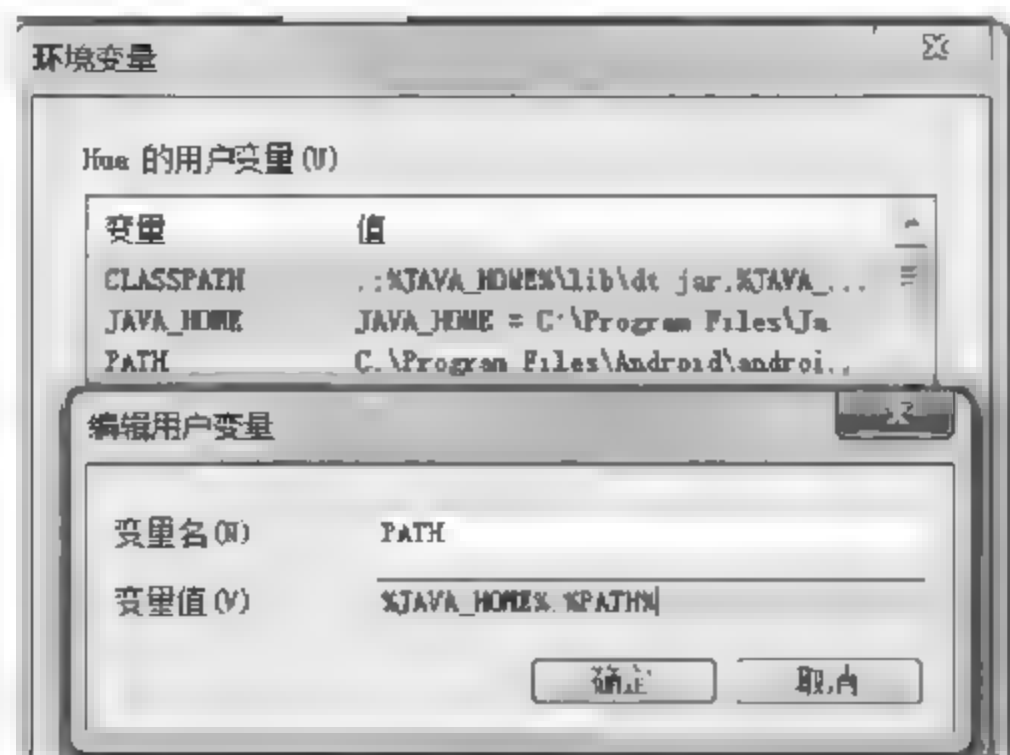 环境变量
Hua 的用户变量(U)
变量 值
CLASSPATH .;%JAVA_HOME%\lib\dt jar,%JAVA_...
JAVA_HOME JAVA_HOME = C:\Program Files\Ja
PATH C.\Program Files\Android\androi..
编辑用户变量
变量名(N) PATH
变量值(V) %JAVA_HOME%.%PATH%
确定 取消